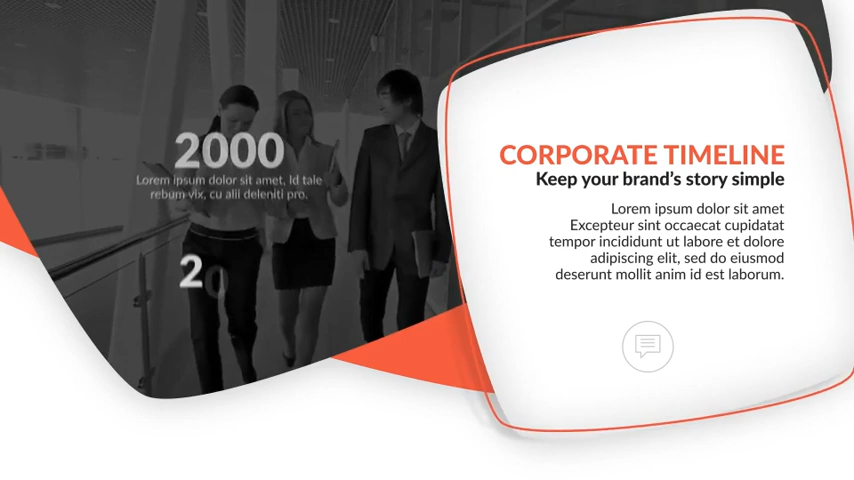 2000
Lorem ipsum dolor sit amet, Id tale
rebum vix, cu alii deleniti pro.
20
CORPORATE TIMELINE
Keep your brand’s story simple
Lorem ipsum dolor sit amet
Excepteur sint occaecat cupidatat
tempor incididunt ut labore et dolore
adipiscing elit, sed do eiusmod
deserunt mollit anim id est laborum.